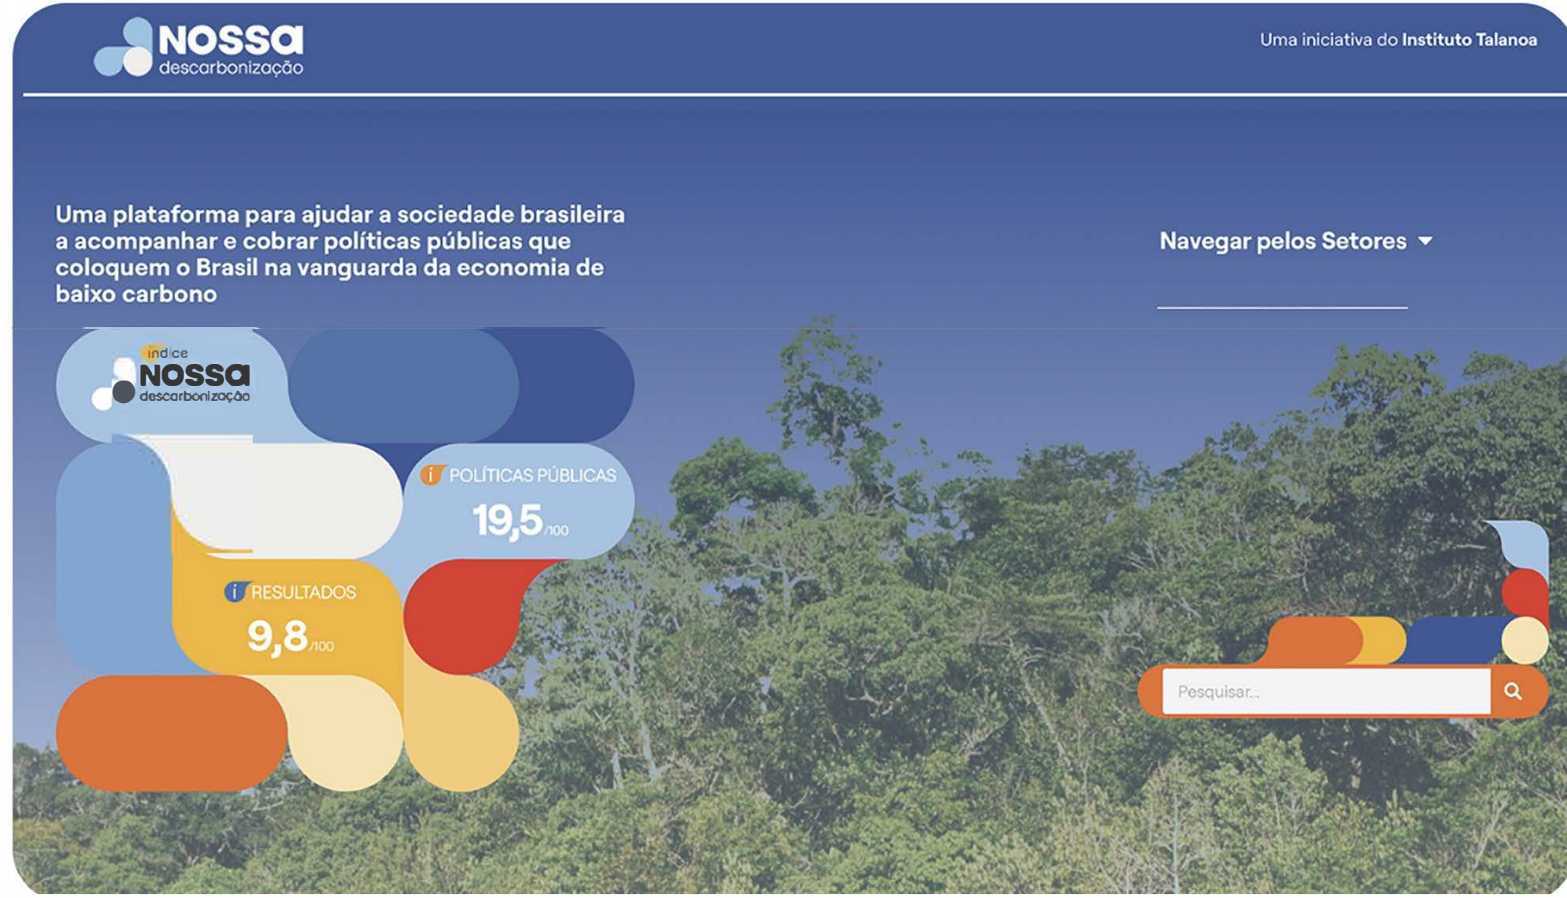 NOSSA
descarbonização
Uma iniciativa do Instituto Talanoa
Uma plataforma para ajudar a sociedade brasileira
a acompanhar e cobrar políticas públicas que
coloquem o Brasil na vanguarda da economia de
baixo carbono
Navegar pelos Setores
índice
NOSSA
descarbonização
i POLÍTICAS PÚBLICAS
19,5/100
i RESULTADOS
9,8/100
Pesquisar...